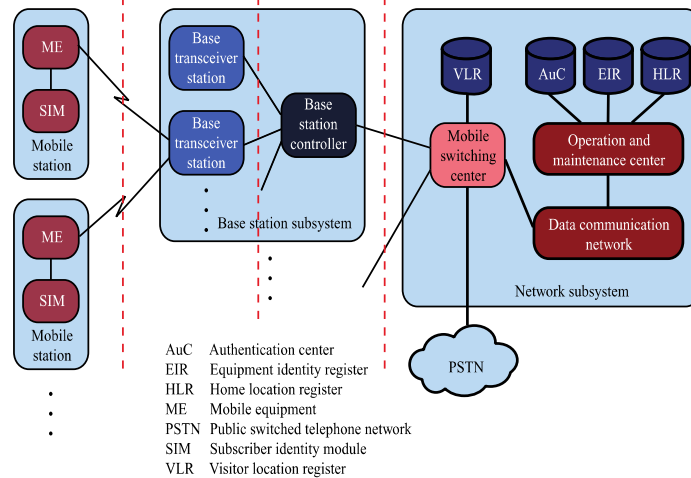 ME
SIM
Mobile
station
ME
SIM
Mobile
station
Base
transceiver
station
Base
transceiver
station
Base
station
controller
Base station subsystem
VLR
AuC
EIR
HLR
Mobile
switching
center
Operation and
maintenance center
Data communication
network
Network subsystem
PSTN
AuC Authentication center
EIR Equipment identity register
HLR Home location register
ME Mobile equipment
PSTN Public switched telephone network
SIM Subscriber identity module
VLR Visitor location register